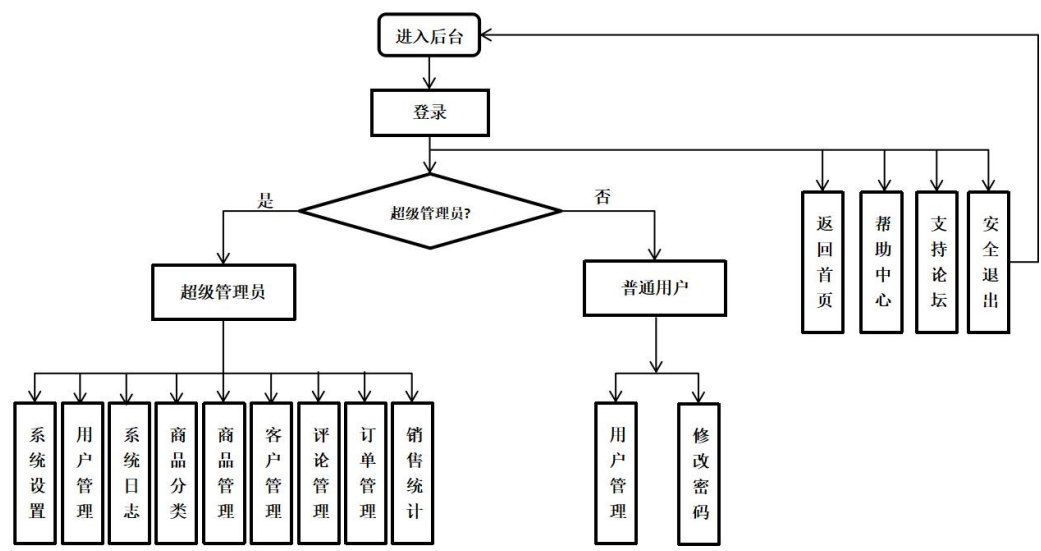 进入后台
登录
超级管理员?
是
否
返回首页
帮助中心
支持论坛
安全退出
超级管理员
普通用户
系统设置
用户管理
系统日志
商品分类
商品管理
客户管理
评论管理
订单管理
销售统计
用户管理
修改密码